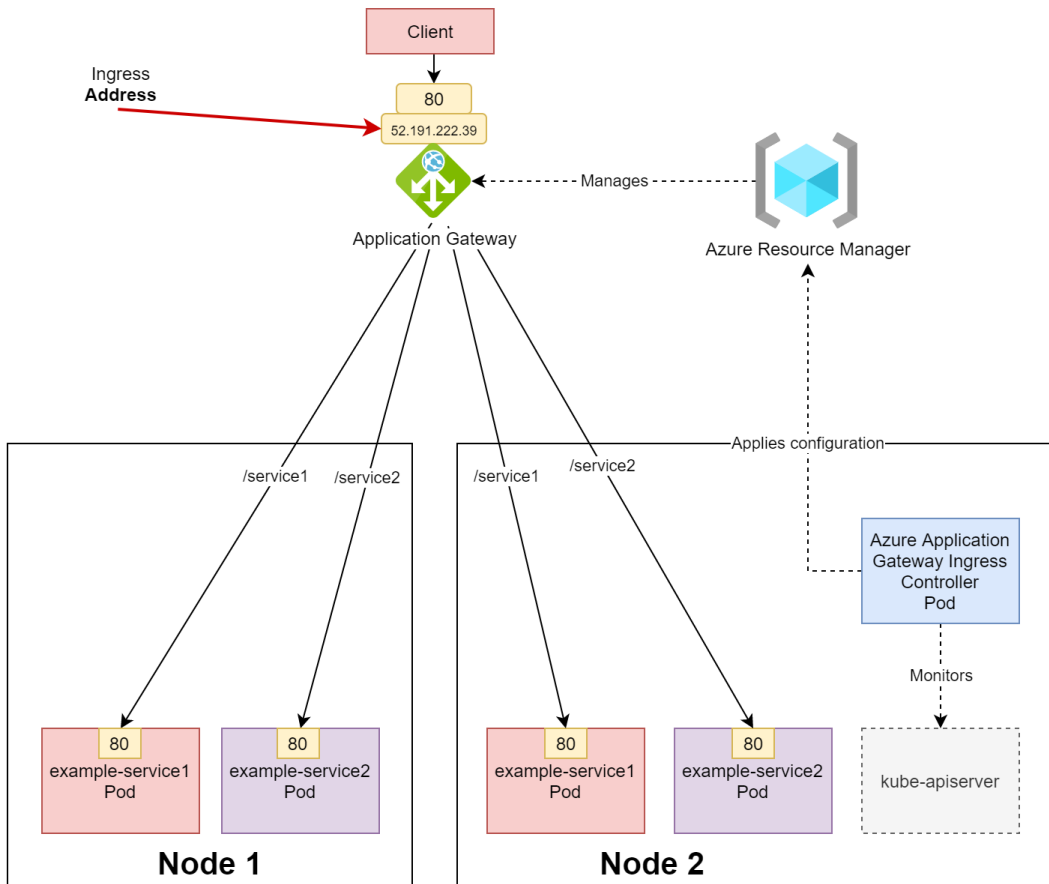 Client
Ingress
Address
80
52.191.222.39
Manages
Application Gateway
Azure Resource Manager
Applies configuration
/service1
/service2
/service1
/service2
Azure Application
Gateway Ingress
Controller
Pod
Monitors
80
example-service1
Pod
80
example-service2
Pod
80
example-service1
Pod
80
example-service2
Pod
kube-apiserver
Node 1
Node 2